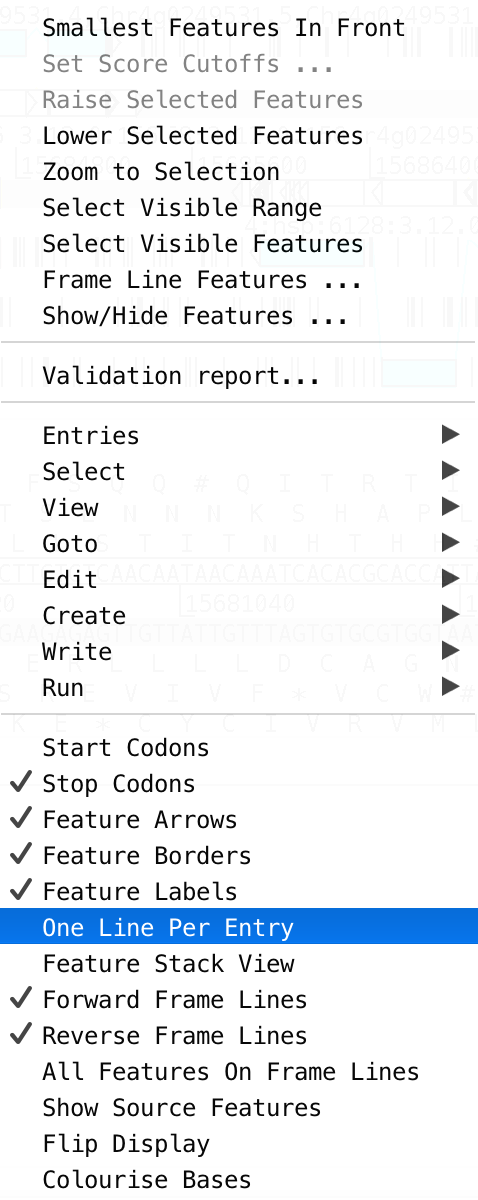 Smallest Features In Front
Set Score Cutoffs ...
Raise Selected Features
Lower Selected Features
Zoom to Selection
Select Visible Range
Select Visible Features
Frame Line Features ...
Show/Hide Features ...
Validation report...
Entries
Select
View
Goto
Edit
Create
Write
Run
Start Codons
Stop Codons
Feature Arrows
Feature Borders
Feature Labels
One Line Per Entry
Feature Stack View
Forward Frame Lines
Reverse Frame Lines
All Features On Frame Lines
Show Source Features
Flip Display
Colourise Bases